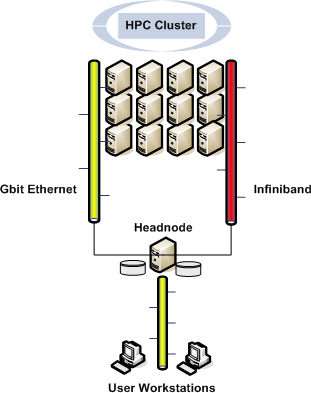 HPC Cluster
Gbit Ethernet
Infiniband
Headnode
User Workstations